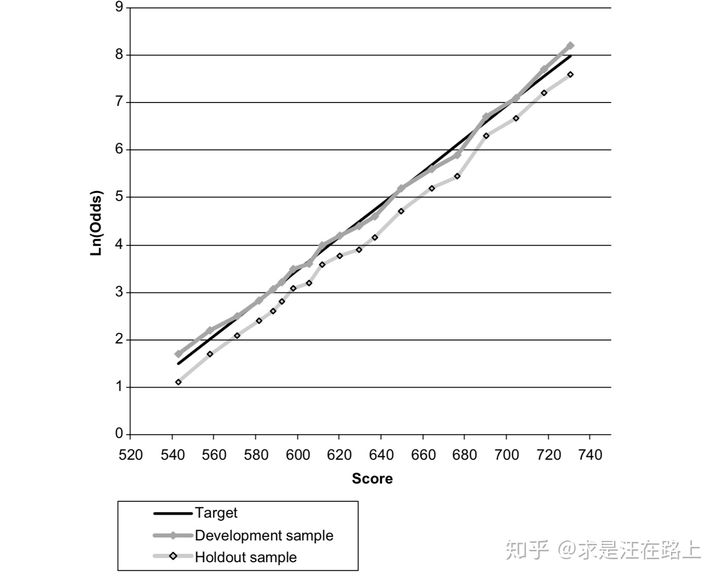 9
8
7
6
5
4
3
2
1
0
Ln(Odds)
520 540 560 580 600 620 640 660 680 700 720 740
Score
Target
Development sample
Holdout sample
知乎 @求是汪在路上